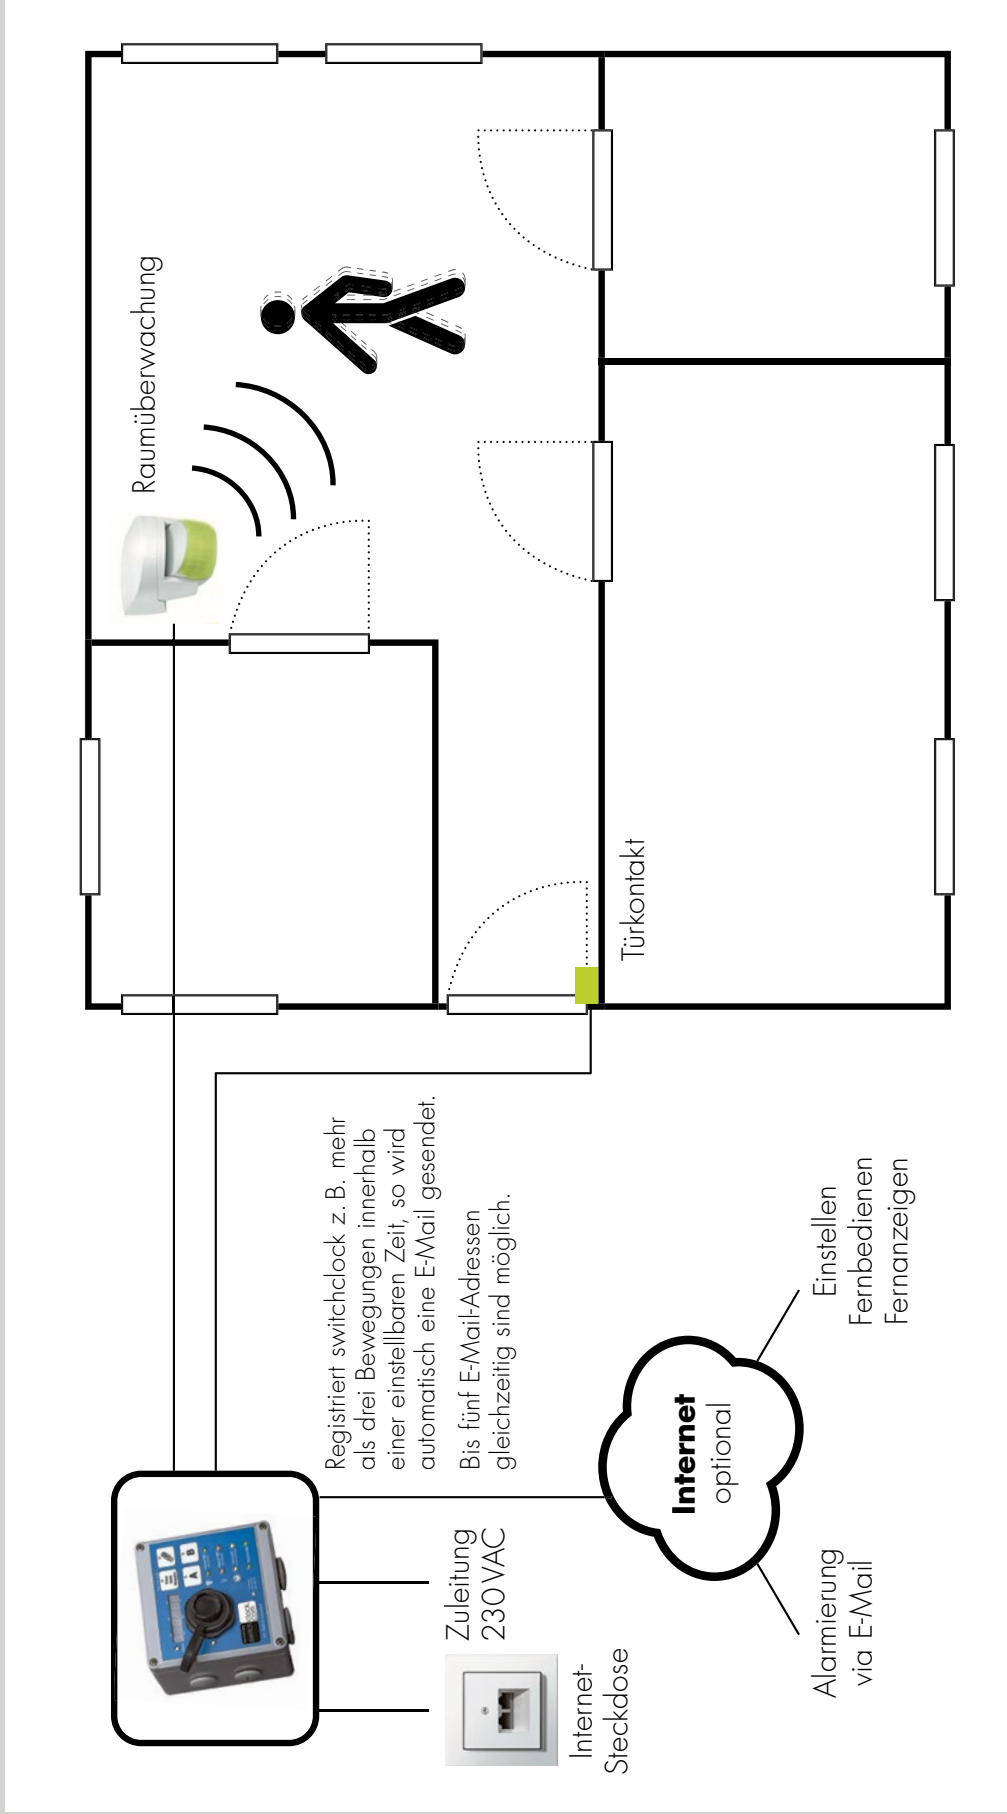 Raumüberwachung
Türkontakt
Registriert switchclock z. B. mehr
als drei Bewegungen innerhalb
einer einstellbaren Zeit, so wird
automatisch eine E-Mail gesendet.
Bis fünf E-Mail-Adressen
gleichzeitig sind möglich.
Zuleitung
230 VAC
Internet-
Steckdose
Internet
optional
Einstellen
Fernbedienen
Fernanzeigen
Alarmierung
via E-Mail
A
B